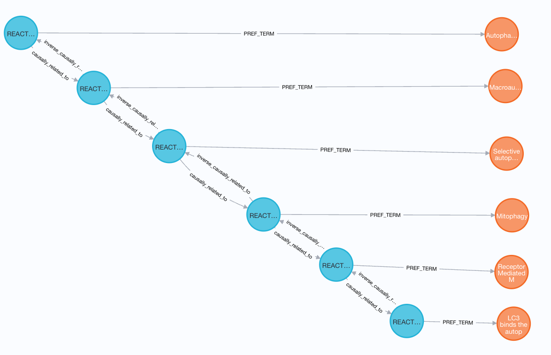 REACT…
PREF_TERM
Autopha…
inverse_causally_r…
causally_related_to
REACT…
PREF_TERM
Macroau…
inverse_causally_rel…
causally_related_to
REACT…
PREF_TERM
Selective
autop…
inverse_causally_related_to
causally_related_to
REACT…
PREF_TERM
Mitophagy
inverse_causally_…
causally_related_to
REACT…
PREF_TERM
Receptor
Mediated
M
inverse_causally_r…
causally_related_to
REACT…
PREF_TERM
LC3
binds the
autop